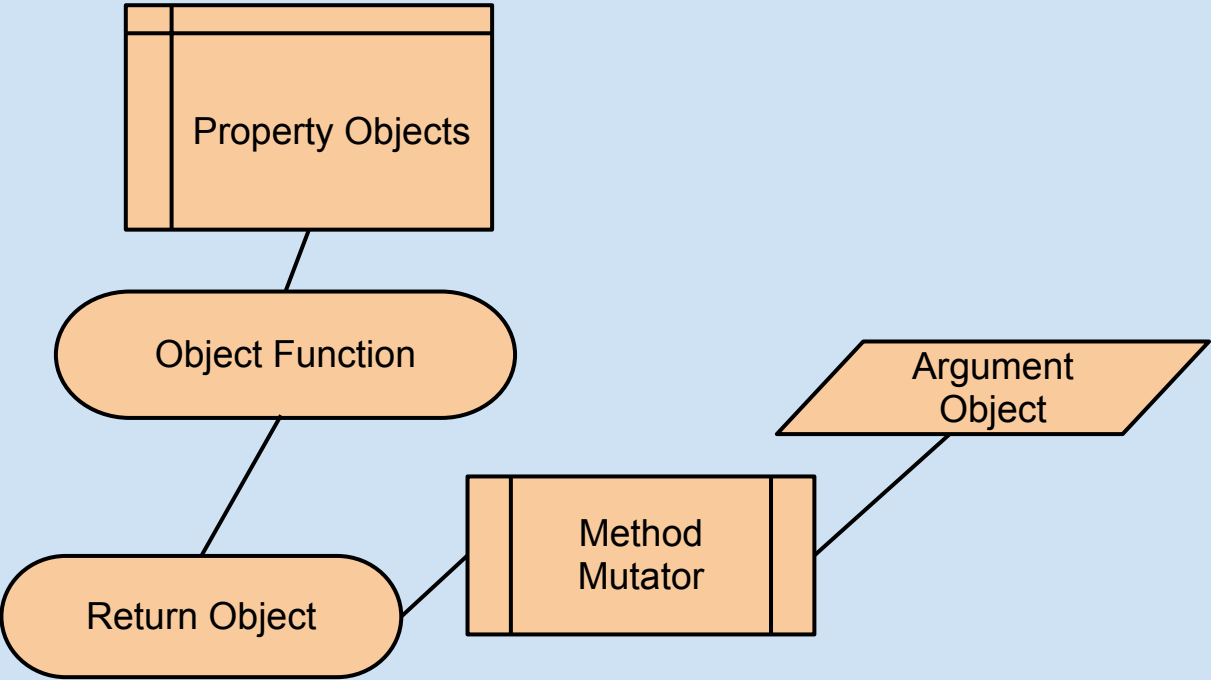 Property Objects
Object Function
Argument
Object
Method
Mutator
Return Object